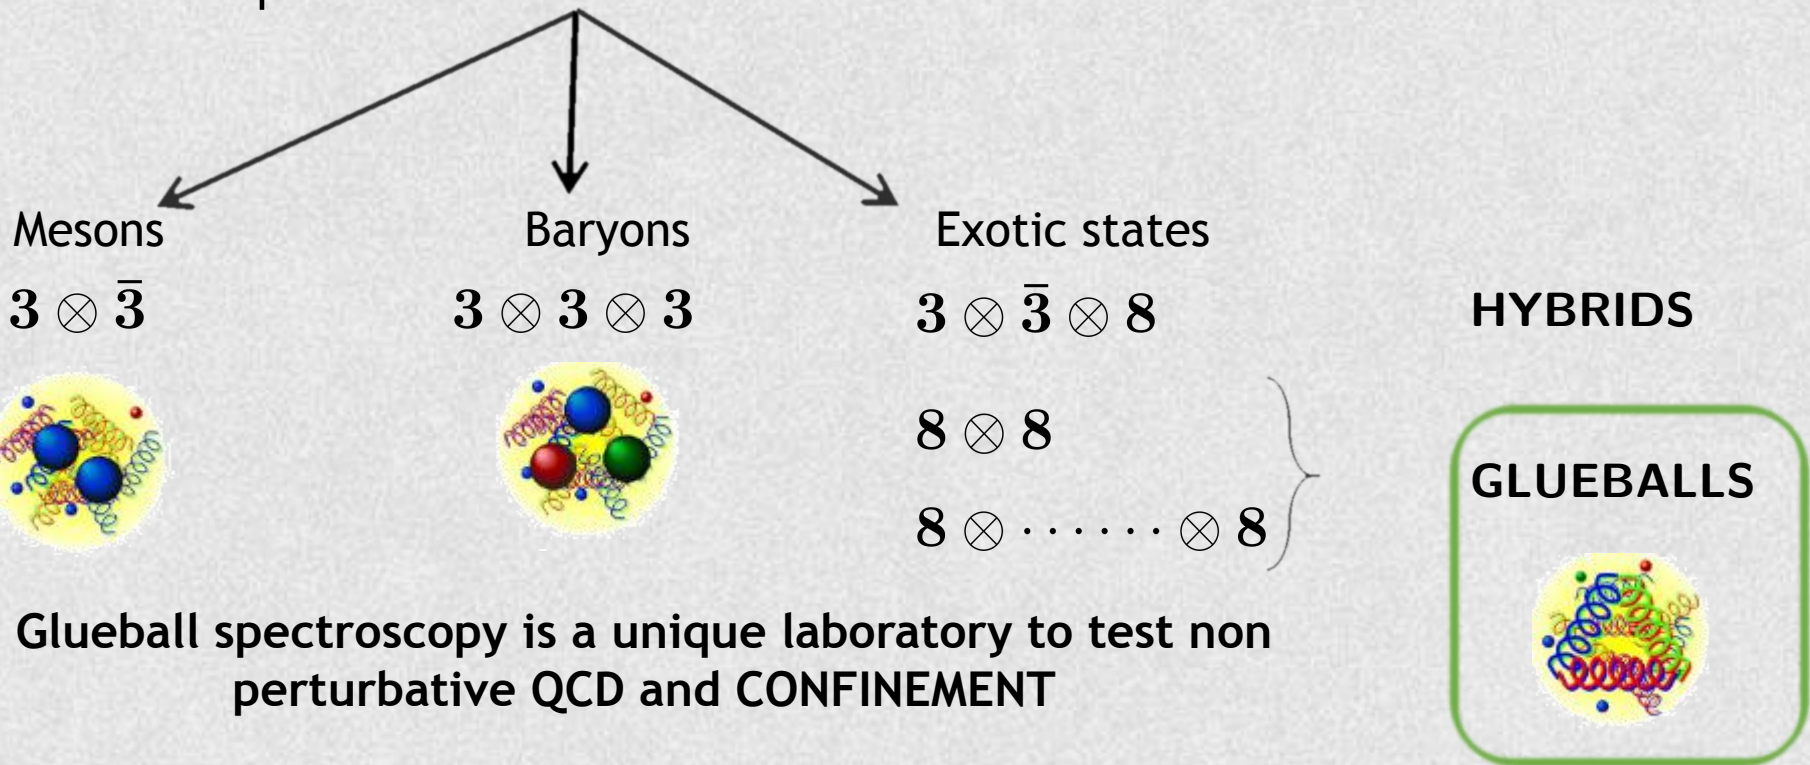 Mesons
Baryons
Exotic states
3 ⊗ 3̄
3 ⊗ 3 ⊗ 3
3 ⊗ 3̄ ⊗ 8
HYBRIDS
8 ⊗ 8
GLUEBALLS
8 ⊗ · · · · · · ⊗ 8
Glueball spectroscopy is a unique laboratory to test non
perturbative QCD and CONFINEMENT